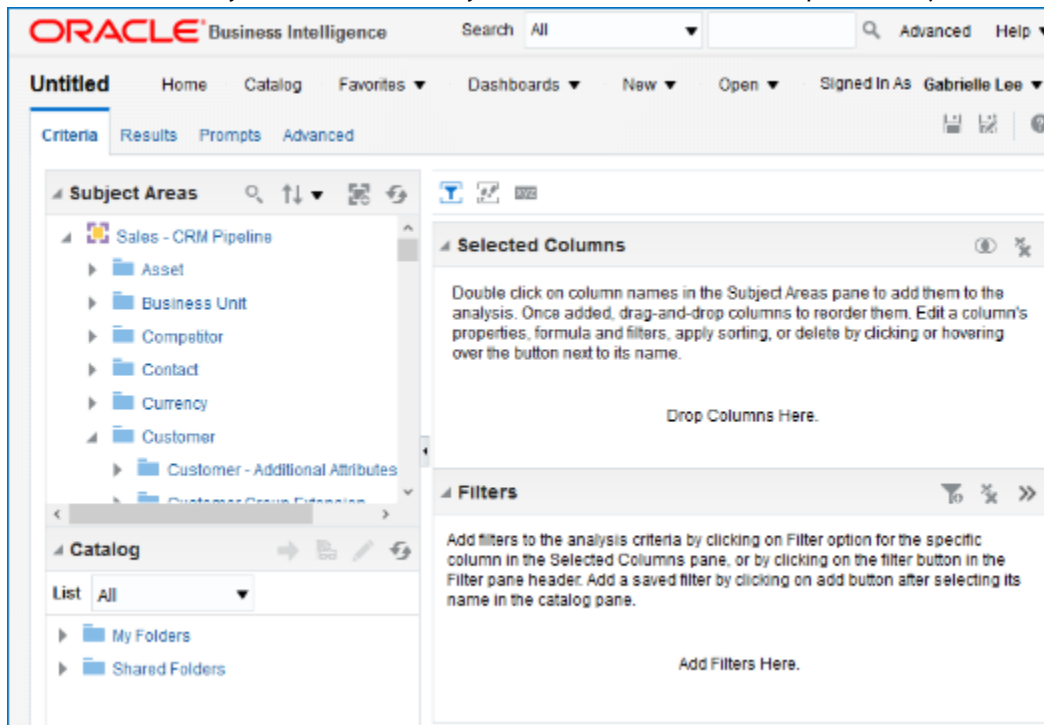 ORACLE Business Intelligence Search All Advanced Help
Untitled Home Catalog Favorites Dashboards New Open Signed In As Gabrielle Lee
Criteria Results Prompts Advanced
Subject Areas
Sales - CRM Pipeline
Asset
Business Unit
Competitor
Contact
Currency
Customer
Customer - Additional Attributes
Catalog
List All
My Folders
Shared Folders
XYZ
Selected Columns
Double click on column names in the Subject Areas pane to add them to the
analysis. Once added, drag-and-drop columns to reorder them. Edit a column's
properties, formula and filters, apply sorting, or delete by clicking or hovering
over the button next to its name.
Drop Columns Here.
Filters
Add filters to the analysis criteria by clicking on Filter option for the specific
column in the Selected Columns pane, or by clicking on the filter button in the
Filter pane header. Add a saved filter by clicking on add button after selecting its
name in the catalog pane.
Add Filters Here.